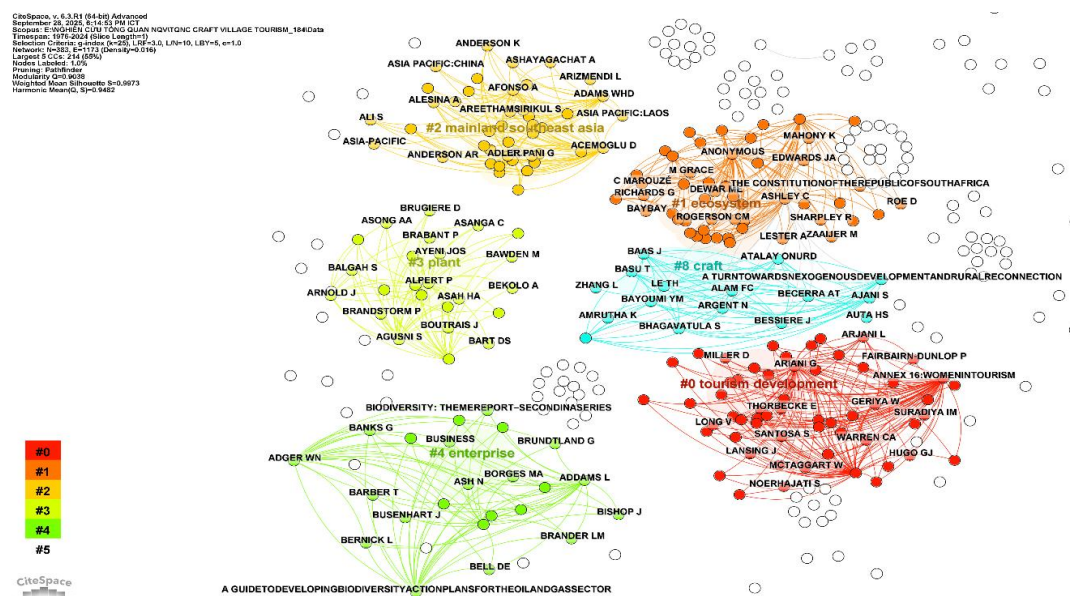 CiteSpace, v. 6.3.R1 (64-bit) Advanced
September 28, 2025, 6:14:53 PM ICT
Scopus: E:\NGHIÊN CỨU TỔNG QUAN NQV\TQNC CRAFT VILLAGE TOURISM_184\Data
Timespan: 1976-2024 (Slice Length=1)
Selection Criteria: g-index (k=25), LRF=3.0, L/N=10, LBY=5, e=1.0
Network: N=383, E=1173 (Density=0.016)
Largest 5 CCs: 214 (55%)
Nodes Labeled: 1.0%
Pruning: Pathfinder
Modularity Q=0.9038
Weighted Mean Silhouette S=0.9973
Harmonic Mean(Q, S)=0.9482
ANDERSON K
ASIA PACIFIC:CHINA
ASHAYAGACHAT A
ARIZMENDI L
AFONSO A
ADAMS WHD
ALESINA A
AREETHAMSIRIKUL S
ASIA PACIFIC:LAOS
ALI S
#2 mainland southeast asia
ASIA-PACIFIC
ACEMOGLU D
ANDERSON AR
ADLER PANI G
MAHONY K
ANONYMOUS
EDWARDS JA
M GRACE
C MAROUZÉ
THE CONSTITUTIONOFTHEREPUBLICOFSOUTHAFRICA
RICHARDS G
DEWAR ME
ASHLEY C
#1 ecosystem
ROE D
BAYBAY
ROGERSON CM
SHARPLEY R
LESTER A
ZAAIJER M
BRUGIERE D
ASONG AA
ASANGA C
BRABANT P
AYENI JOS
BAWDEN M
#3 plant
BALGAH S
ALPERT P
BEKOLO A
ARNOLD J
ASAH HA
BRANDSTORM P
BOUTRAIS J
AGUSNI S
BART DS
BAAS J
ATALAY ONURD
BASU T
#8 craft
A TURNTOWARDSNEXOGENOUSDEVELOPMENTANDRURALRECONNECTION
ZHANG L
LE TH
ALAM FC
BECERRA AT
AJANI S
BAYOUMI YM
ARGENT N
AMRUTHA K
AUTA HS
BHAGAVATULA S
BESSIERE J
ARJANI L
MILLER D
ARIANI G
FAIRBAIRN-DUNLOP P
ANNEX 16:WOMENINTOURISM
#0 tourism development
THORBECKE E
GERIYA W
LONG V
SURADIYA IM
SANTOSA S
WARREN CA
LANSING J
HUGO GJ
MCTAGGART W
NOERHAJATI S
BIODIVERSITY: THEMEREPORT-SECONDINASERIES
BANKS G
BUSINESS
BRUNDTLAND G
#4 enterprise
ADGER WN
BORGES MA
ADDAMS L
ASH N
BARBER T
BUSENHART J
BISHOP J
BERNICK L
BRANDER LM
BELL DE
A GUIDETODEVELOPINGBIODIVERSITYACTIONPLANSFORTHEOILANDGASSECTOR
#0
#1
#2
#3
#4
#5
CiteSpace